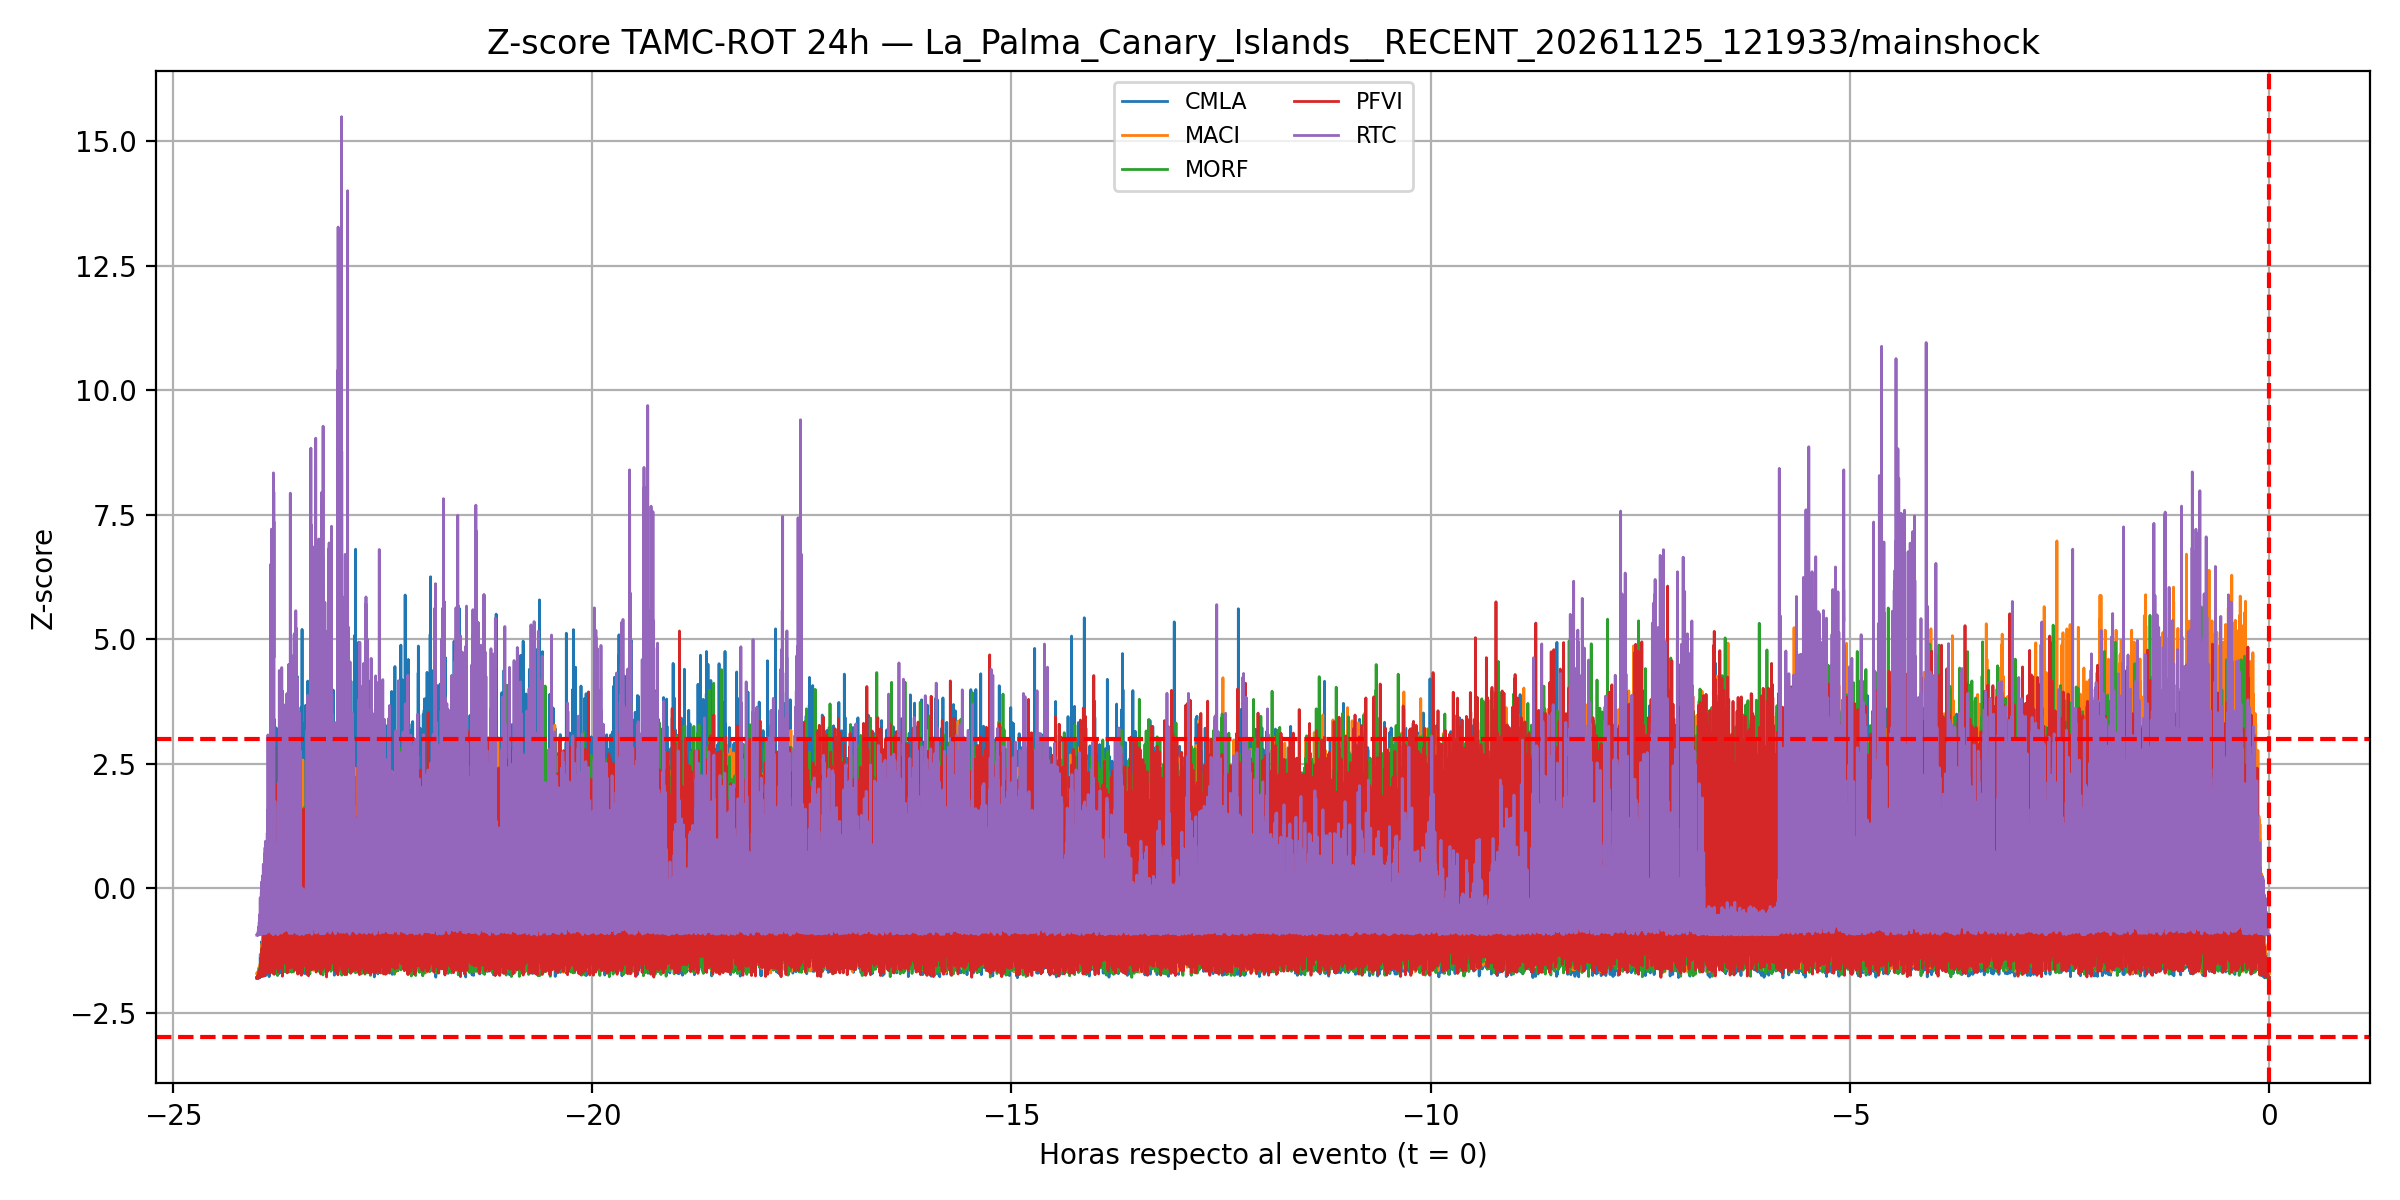 Z-score TAMC-ROT 24h — La_Palma_Canary_Islands__RECENT_20261125_121933/mainshock
CMLA
MACI
MORF
PFVI
RTC
15.0
12.5
10.0
7.5
5.0
2.5
0.0
−2.5
Z-score
−25
−20
−15
−10
−5
0
Horas respecto al evento (t = 0)